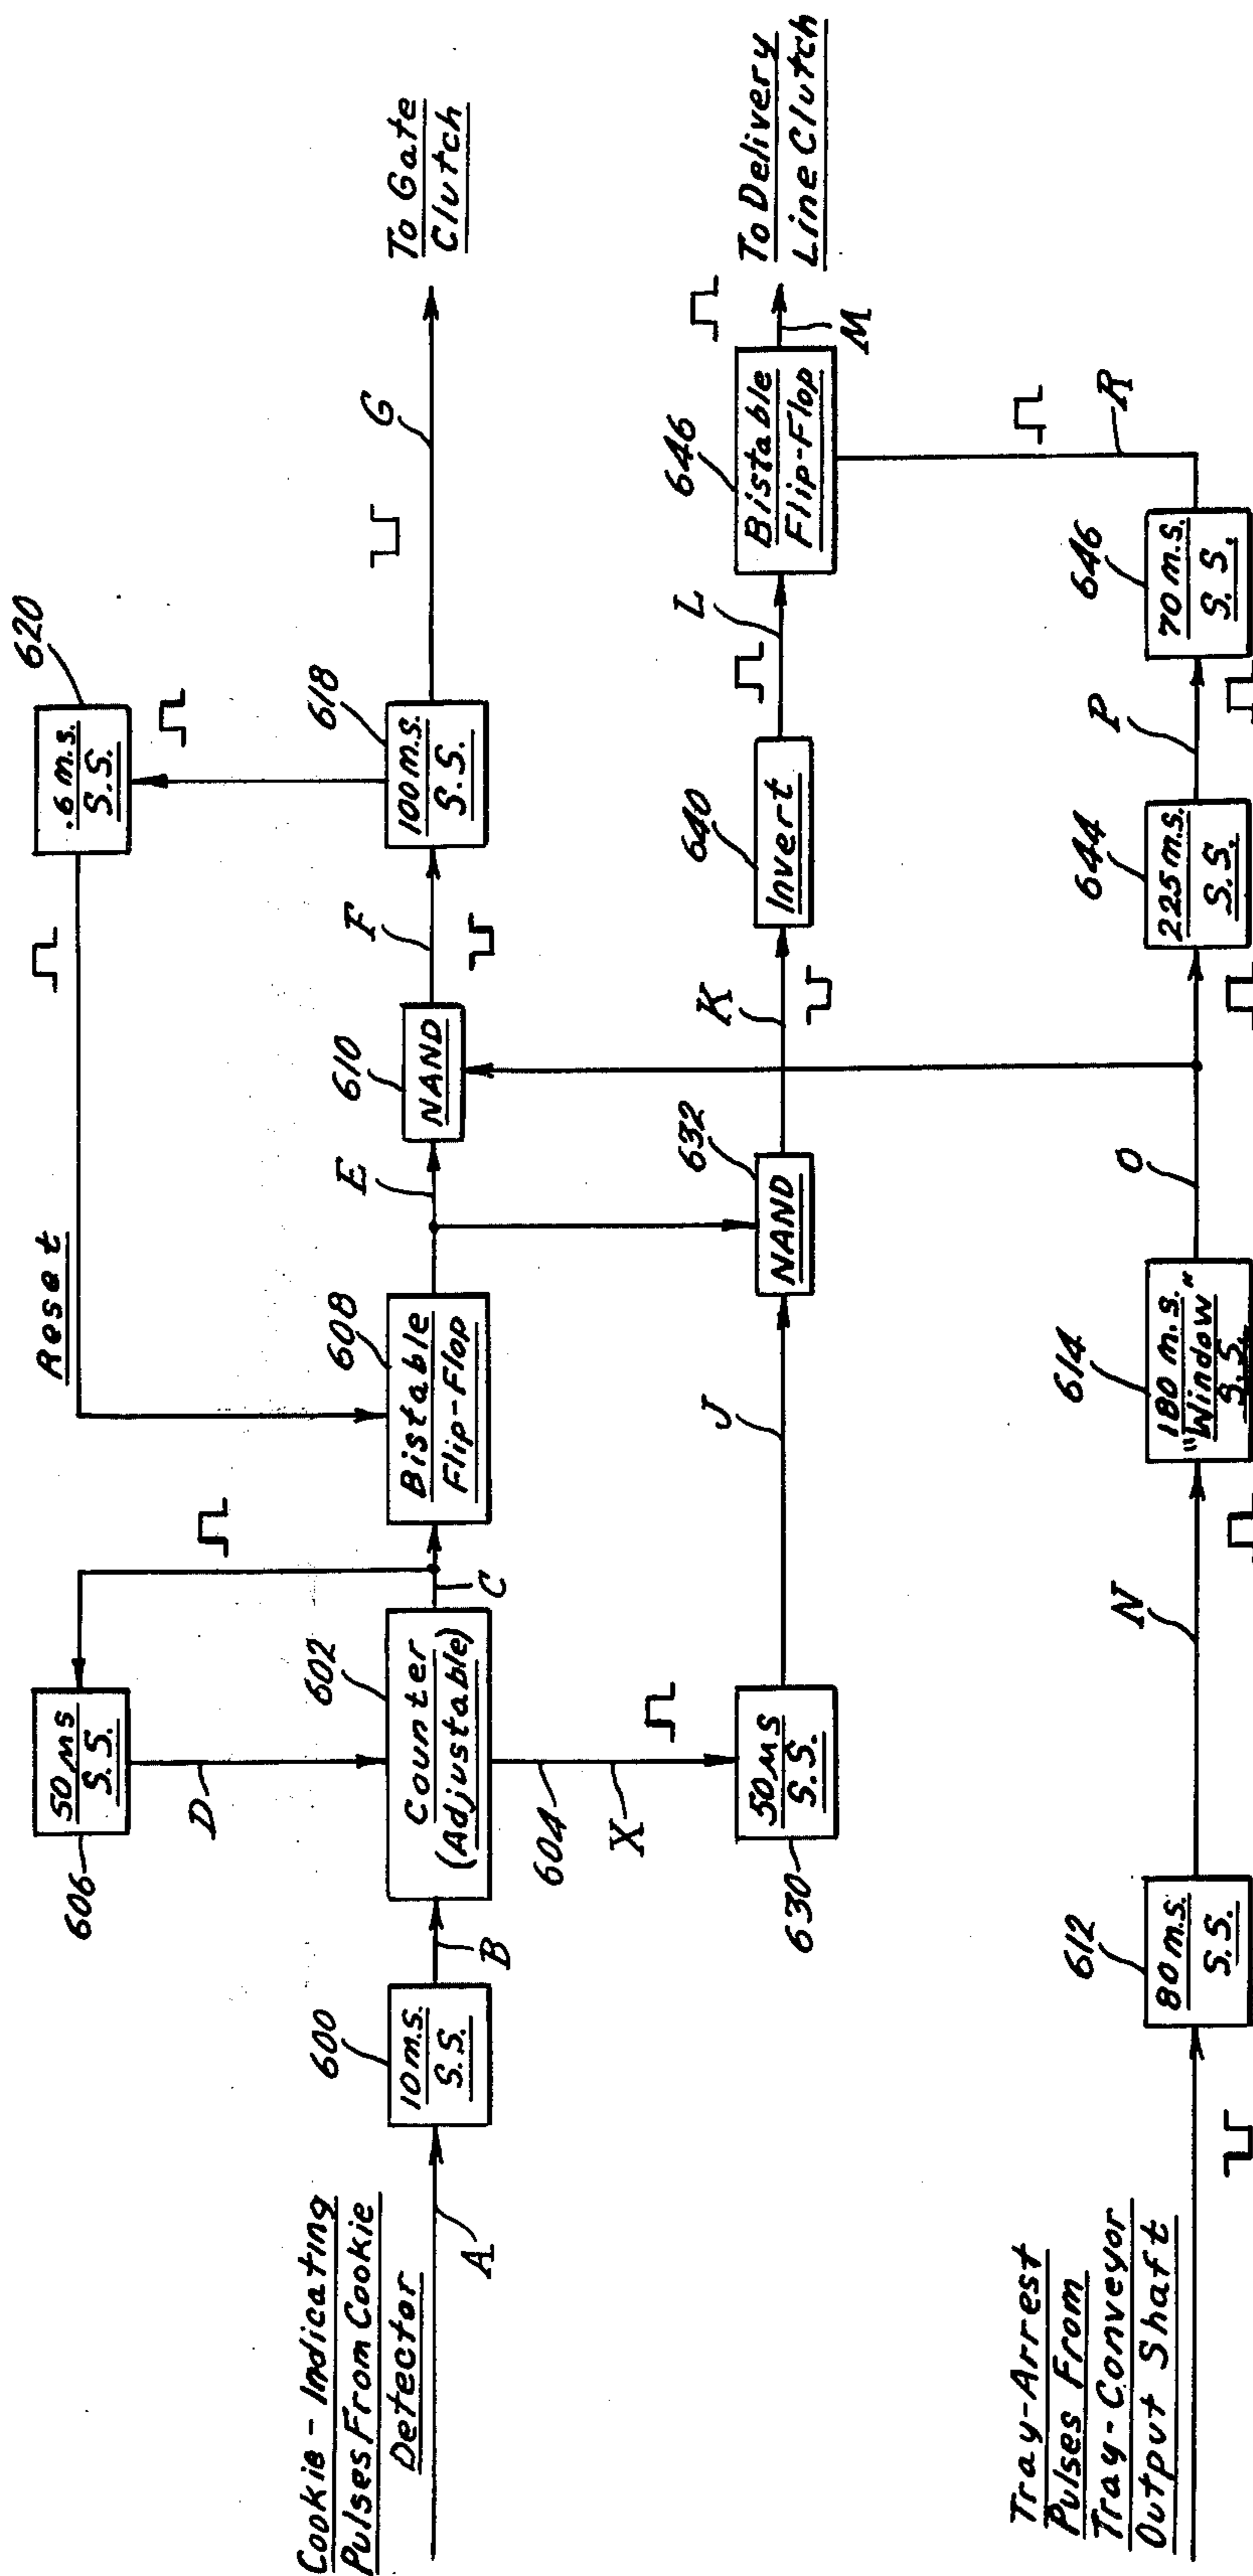 Cookie - Indicating
Pulses From Cookie
Detector
A
600
10 m.s.
S.S.
B
606
50 μs
S.S.
D
602
Counter
(Adjustable)
C
604
X
630
50 μs
S.S.
J
Reset
608
Bistable
Flip-Flop
E
610
NAND
F
620
.6 m.s.
S.S.
618
100 m.s.
S.S.
G
To Gate
Clutch
632
NAND
K
640
Invert
L
646
Bistable
Flip-Flop
M
To Delivery
Line Clutch
Tray-Arrest
Pulses From
Tray-Conveyor
Output Shaft
612
80 m.s.
S.S.
N
614
180 m.s.
"Window"
S.S.
O
644
225 m.s.
S.S.
P
646
70 m.s.
S.S.
R